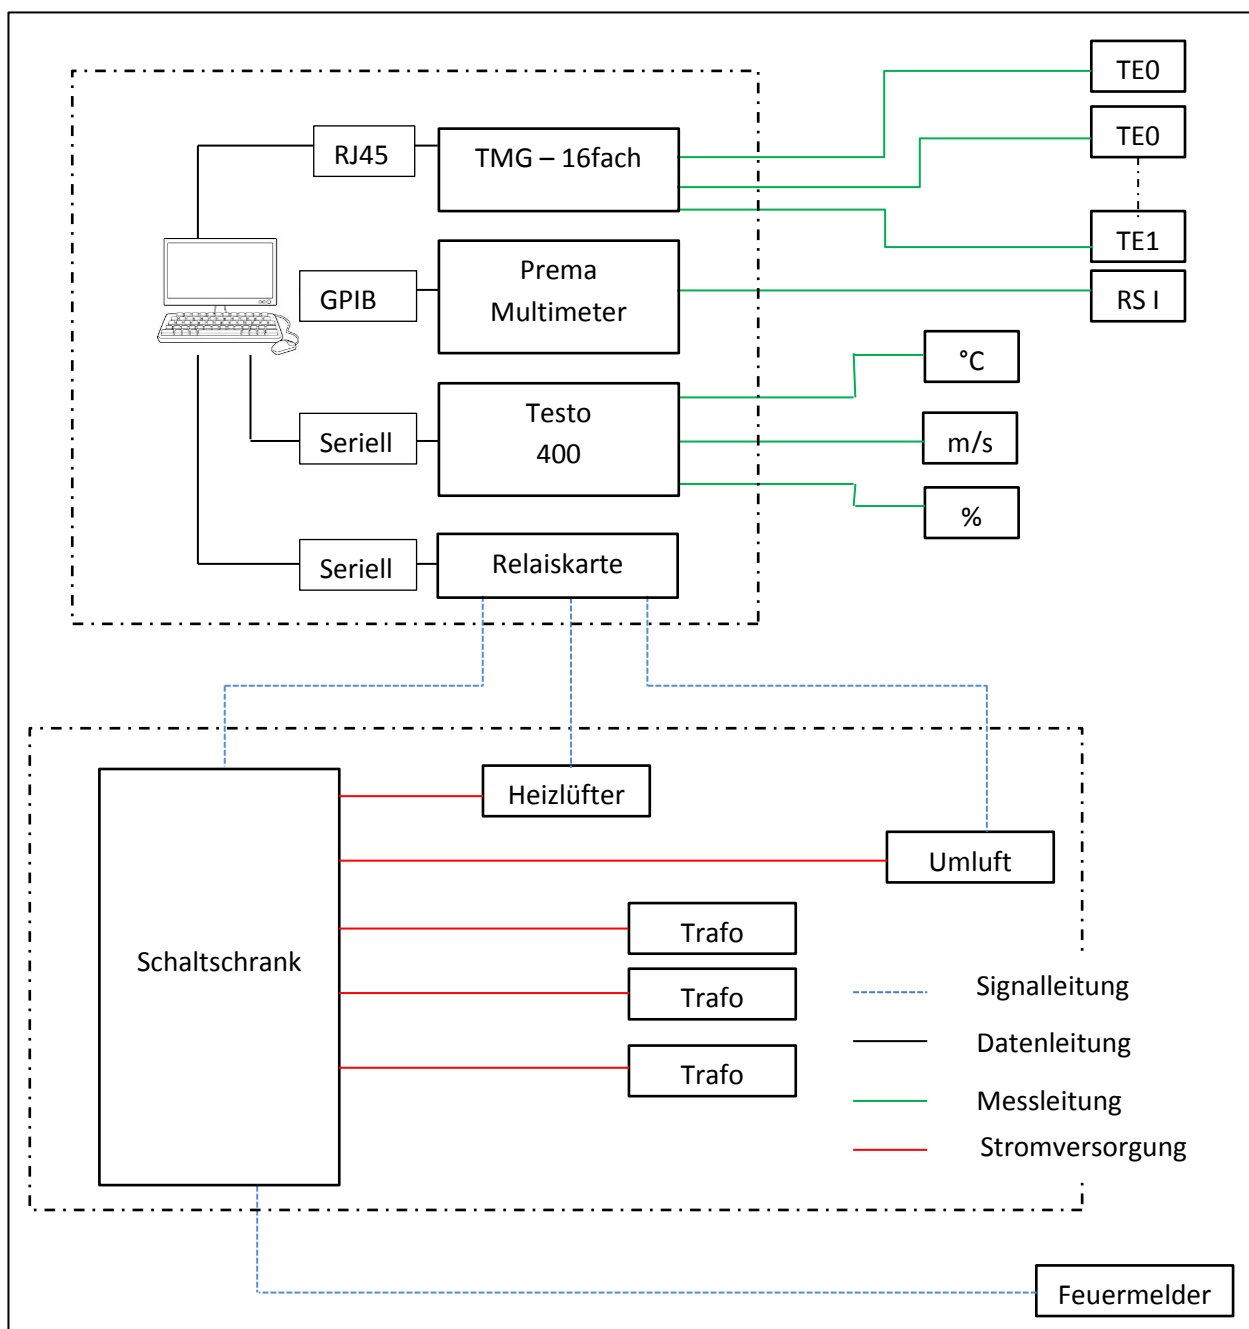 TE0
TE0
RJ45
TMG – 16fach
TE1
Prema
Multimeter
GPIB
RS I
°C
Testo
400
Seriell
m/s
%
Relaiskarte
Seriell
Heizlüfter
Umluft
Trafo
Schaltschrank
Trafo
Trafo
Signalleitung
Datenleitung
Messleitung
Stromversorgung
Feuermelder